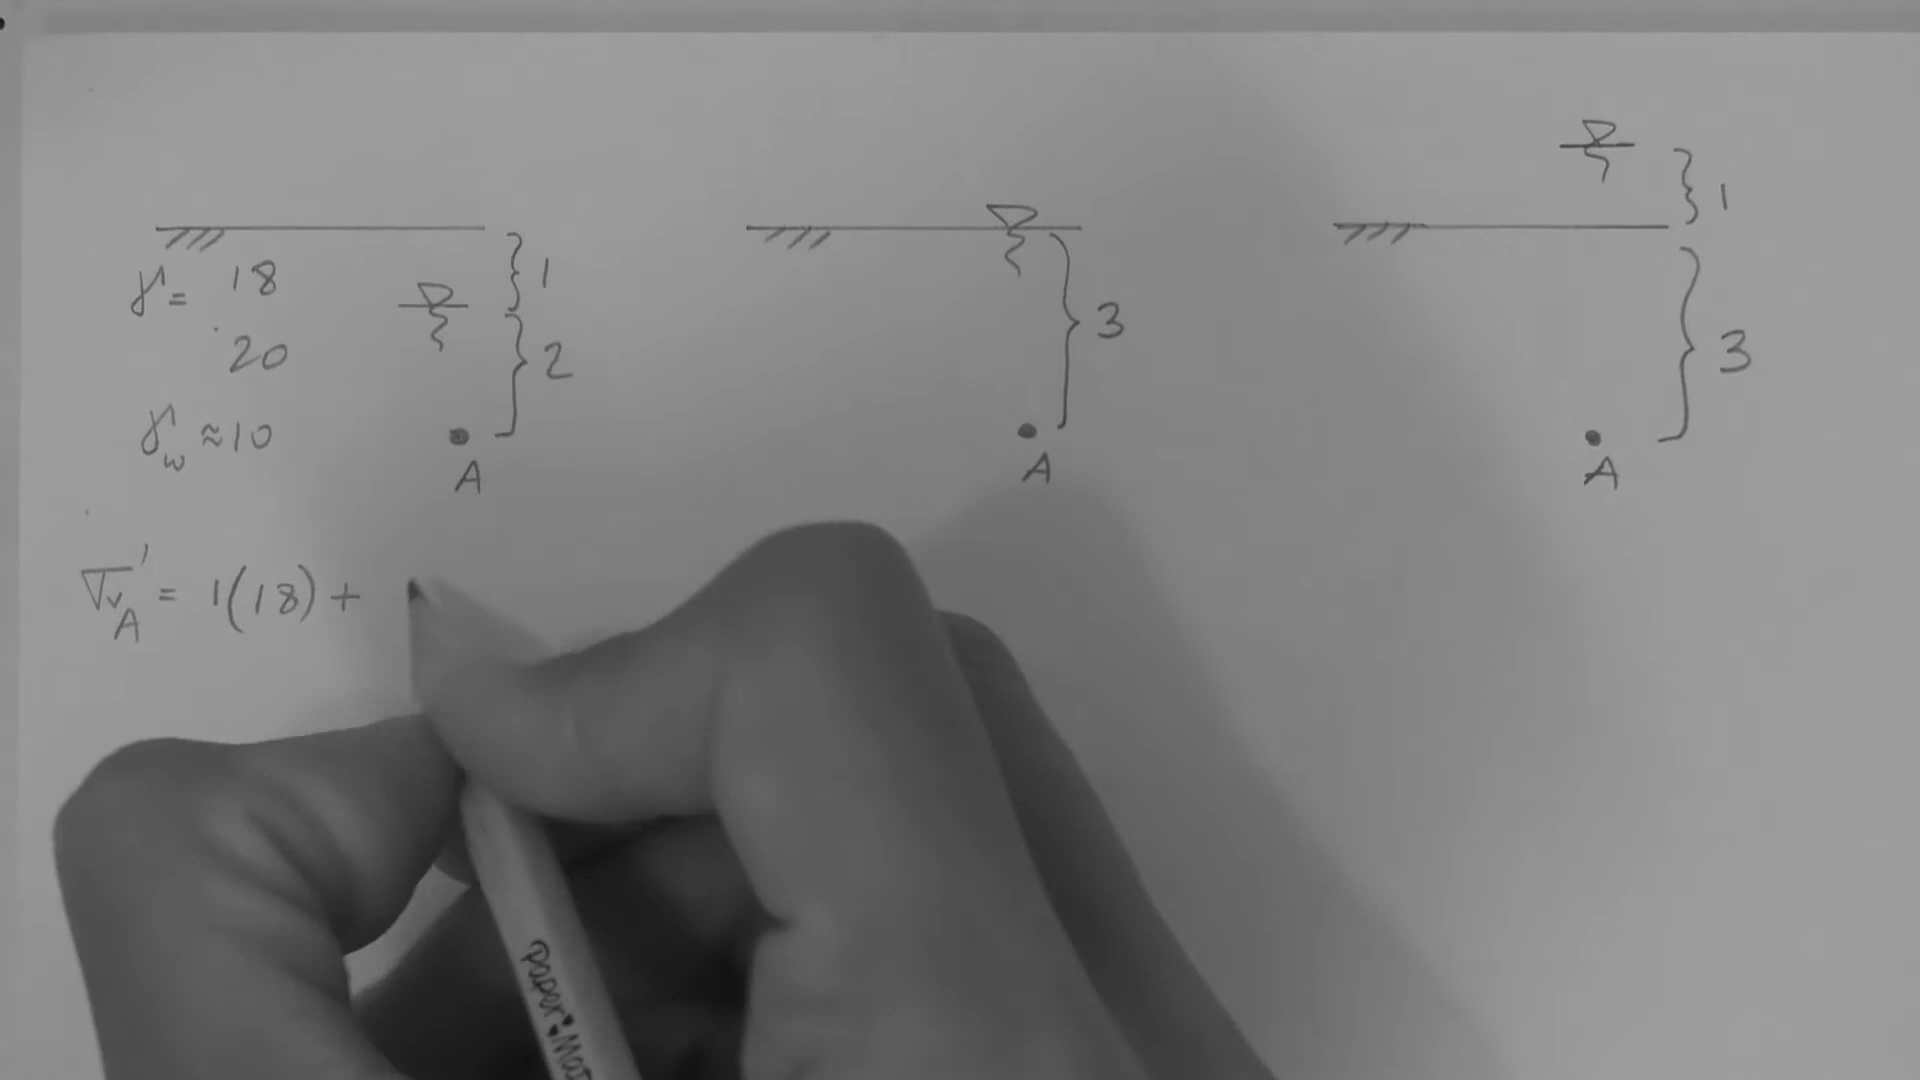 1
1
γ = 18
3
2
20
3
γw ≈ 10
A
A
A
σv'A = 1(18) +
Paper Mat